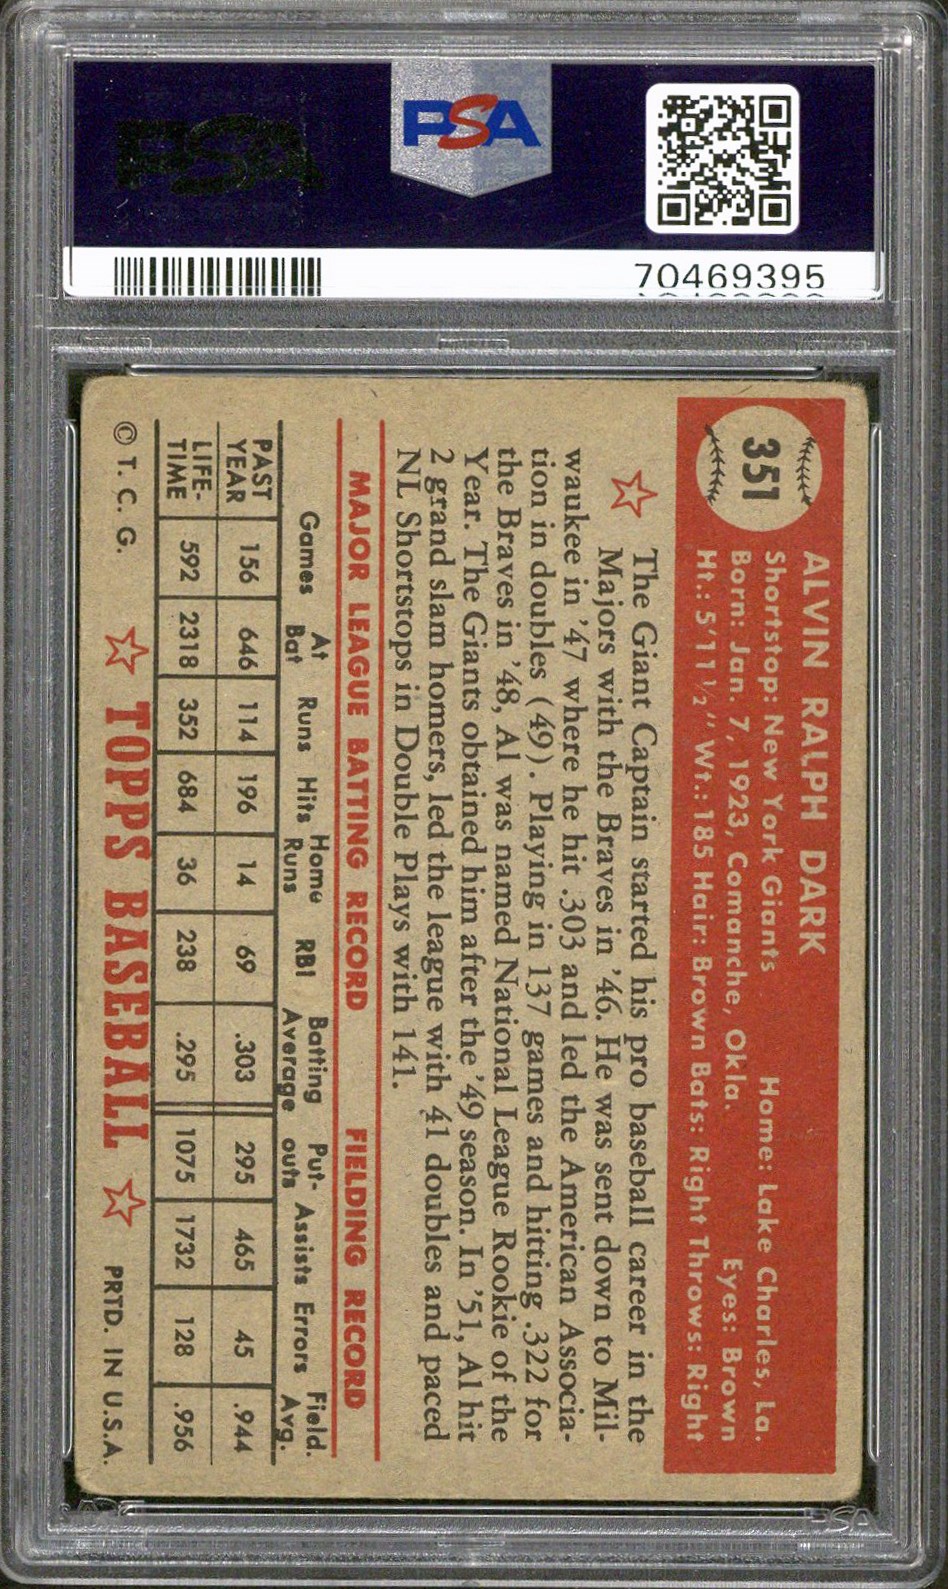 PSA
PSA
70469395
351
ALVIN RALPH DARK
Shortstop: New York Giants Home: Lake Charles, La.
Born: Jan. 7, 1923, Comanche, Okla. Eyes: Brown
Ht.: 5'11½" Wt.: 185 Hair: Brown Bats: Right Throws: Right
The Giant Captain started his pro baseball career in the
Majors with the Braves in '46. He was sent down to Mil-
waukee in '47 where he hit .303 and led the American Associa-
tion in doubles (49). Playing in 137 games and hitting .322 for
the Braves in '48, Al was named National League Rookie of the
Year. The Giants obtained him after the '49 season. In '51, Al hit
2 grand slam homers, led the league with 41 doubles and paced
NL Shortstops in Double Plays with 141.
MAJOR LEAGUE BATTING RECORD FIELDING RECORD
Games At Bat Runs Hits Home Runs RBI Batting Average Put-outs Assists Errors Field. Avg.
PAST YEAR 156 646 114 196 14 69 .303 295 465 45 .944
LIFE-TIME 592 2318 352 684 36 238 .295 1075 1732 128 .956
© T. C. G. TOPPS BASEBALL PRTD. IN U.S.A.
PSA